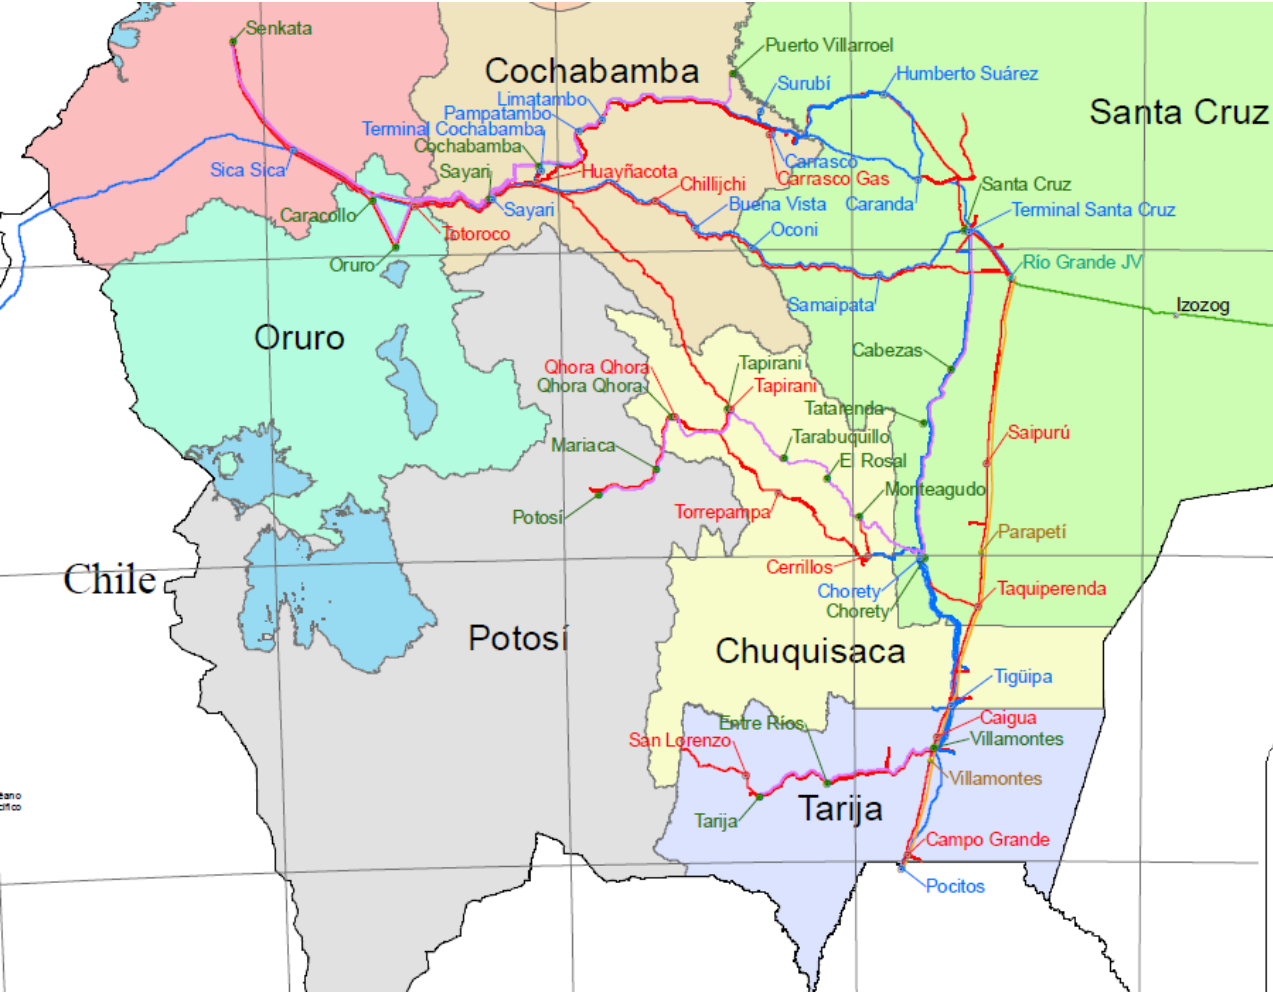 Senkata
Puerto Villarroel
Cochabamba
Surubí
Humberto Suárez
Limatambo
Pampatambo
Santa Cruz
Terminal Cochabamba
Cochabamba
Sica Sica
Sayari
Huayñacota
Carrasco
Carrasco Gas
Chillijchi
Santa Cruz
Caracollo
Sayari
Buena Vista
Caranda
Terminal Santa Cruz
Totoroco
Oconi
Oruro
Río Grande JV
Samaipata
Izozog
Oruro
Cabezas
Qhora Qhora
Tapirani
Qhora Qhora
Tapirani
Tatarenda
Mariaca
Tarabuquillo
Saipurú
El Rosal
Monteagudo
Potosí
Torrepampa
Parapetí
Cerrillos
Chile
Chorety
Taquiperenda
Chorety
Potosí
Chuquisaca
Tigüipa
Entre Ríos
Caigua
San Lorenzo
Villamontes
Villamontes
Tarija
Tarija
Campo Grande
Pocitos